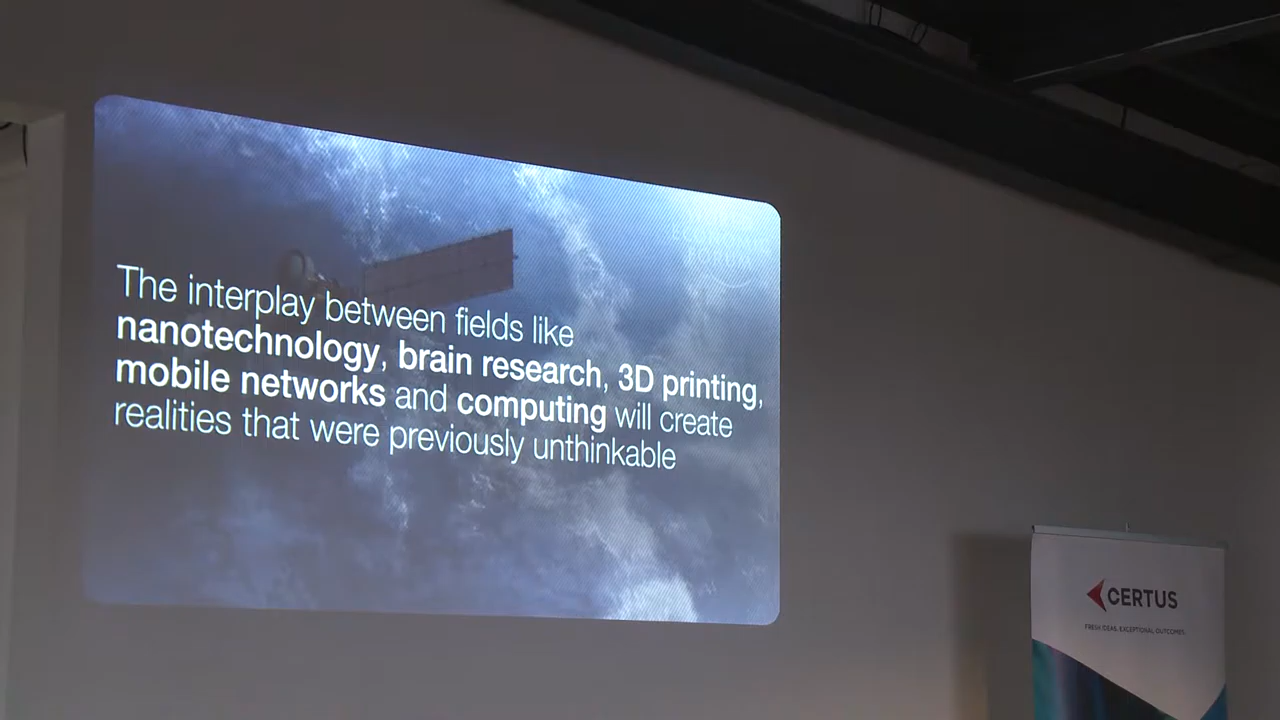 The interplay between fields like
nanotechnology, brain research, 3D printing,
mobile networks and computing will create
realities that were previously unthinkable
CERTUS
FRESH IDEAS. EXCEPTIONAL OUTCOMES.